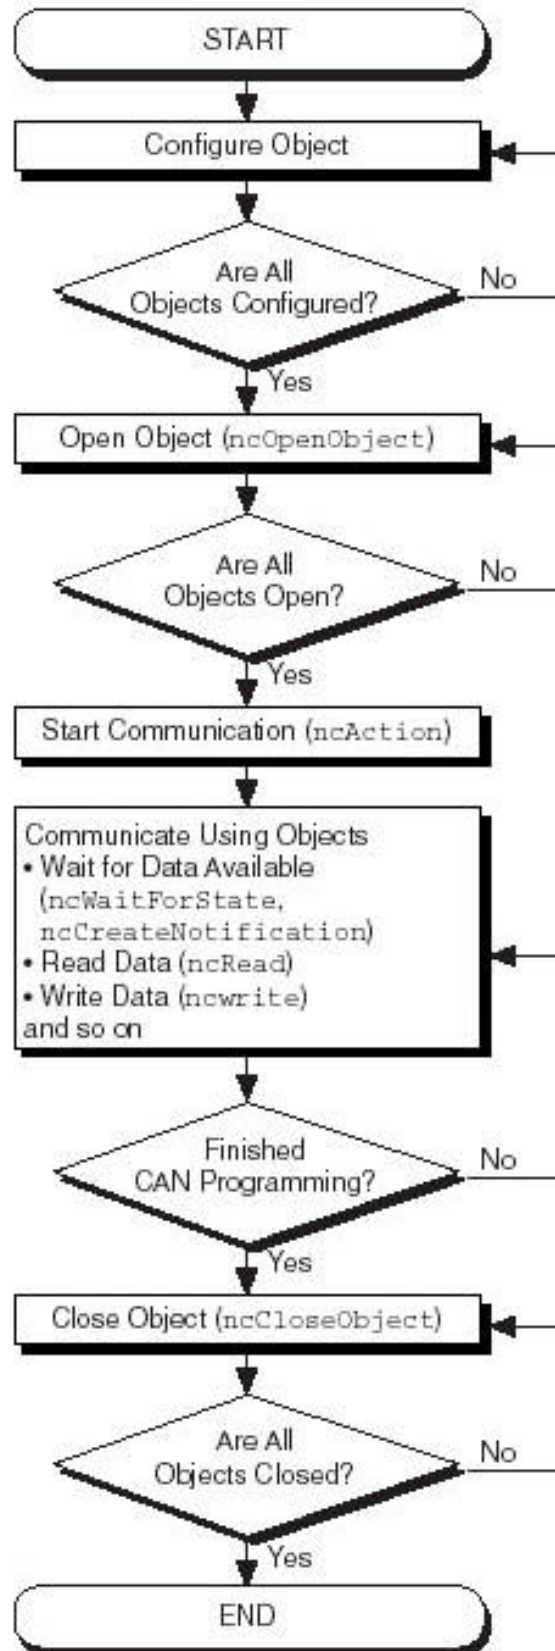 START
Configure Object
Are All
Objects Configured?
No
Yes
Open Object (ncOpenObject)
Are All
Objects Open?
No
Yes
Start Communication (ncAction)
Communicate Using Objects
• Wait for Data Available
(ncWaitForState,
ncCreateNotification)
• Read Data (ncRead)
• Write Data (ncwrite)
and so on
Finished
CAN Programming?
No
Yes
Close Object (ncCloseObject)
Are All
Objects Closed?
No
Yes
END